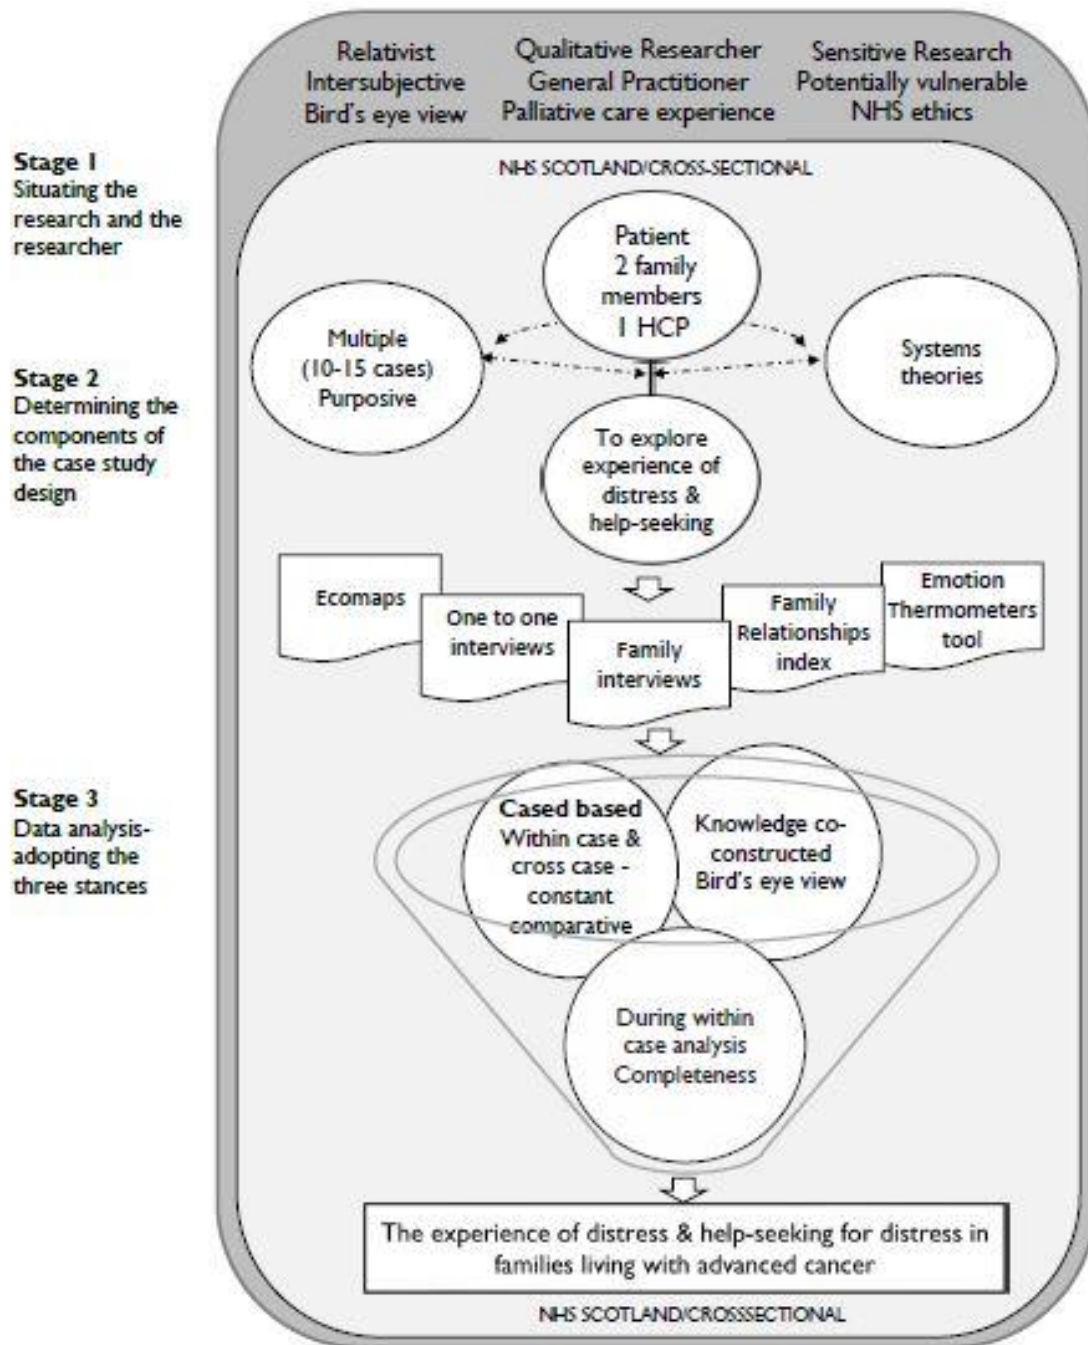 Relativist
Intersubjective
Bird's eye view
Qualitative Researcher
General Practitioner
Palliative care experience
Sensitive Research
Potentially vulnerable
NHS ethics
Stage 1
Situating the
research and the
researcher
NHS SCOTLAND/CROSS-SECTIONAL
Patient
2 family
members
1 HCP
Multiple
(10-15 cases)
Purposive
Systems
theories
Stage 2
Determining the
components of
the case study
design
To explore
experience of
distress &
help-seeking
Ecomaps
One to one
interviews
Family
interviews
Family
Relationships
index
Emotion
Thermometers
tool
Stage 3
Data analysis-
adopting the
three stances
Cased based
Within case &
cross case -
constant
comparative
Knowledge co-
constructed
Bird's eye view
During within
case analysis
Completeness
The experience of distress & help-seeking for distress in
families living with advanced cancer
NHS SCOTLAND/CROSSSECTIONAL